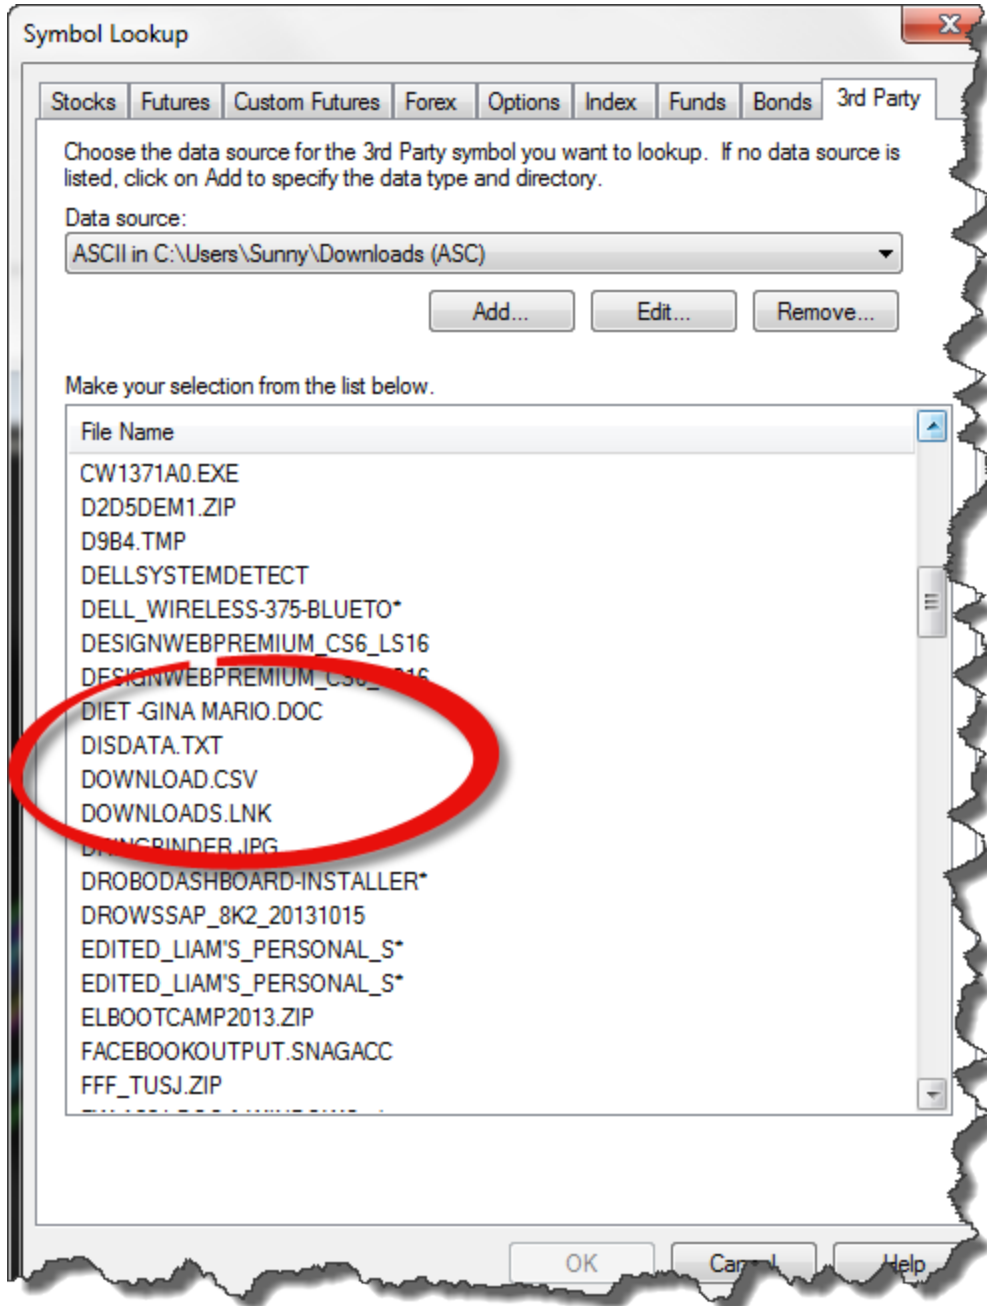 Symbol Lookup
Stocks Futures Custom Futures Forex Options Index Funds Bonds 3rd Party
Choose the data source for the 3rd Party symbol you want to lookup. If no data source is
listed, click on Add to specify the data type and directory.
Data source:
ASCII in C:\Users\Sunny\Downloads (ASC)
Add... Edit... Remove...
Make your selection from the list below.
File Name
CW1371A0.EXE
D2D5DEM1.ZIP
D9B4.TMP
DELLSYSTEMDETECT
DELL_WIRELESS-375-BLUETO*
DESIGNWEBPREMIUM_CS6_LS16
DESIGNWEBPREMIUM_CS6_LS16
DIET -GINA MARIO.DOC
DISDATA.TXT
DOWNLOAD.CSV
DOWNLOADS.LNK
DROBODASHBOARD-INSTALLER*
DROWSSAP_8K2_20131015
EDITED_LIAM'S_PERSONAL_S*
EDITED_LIAM'S_PERSONAL_S*
ELBOOTCAMP2013.ZIP
FACEBOOKOUTPUT.SNAGACC
FFF_TUSJ.ZIP
OK Cancel Help